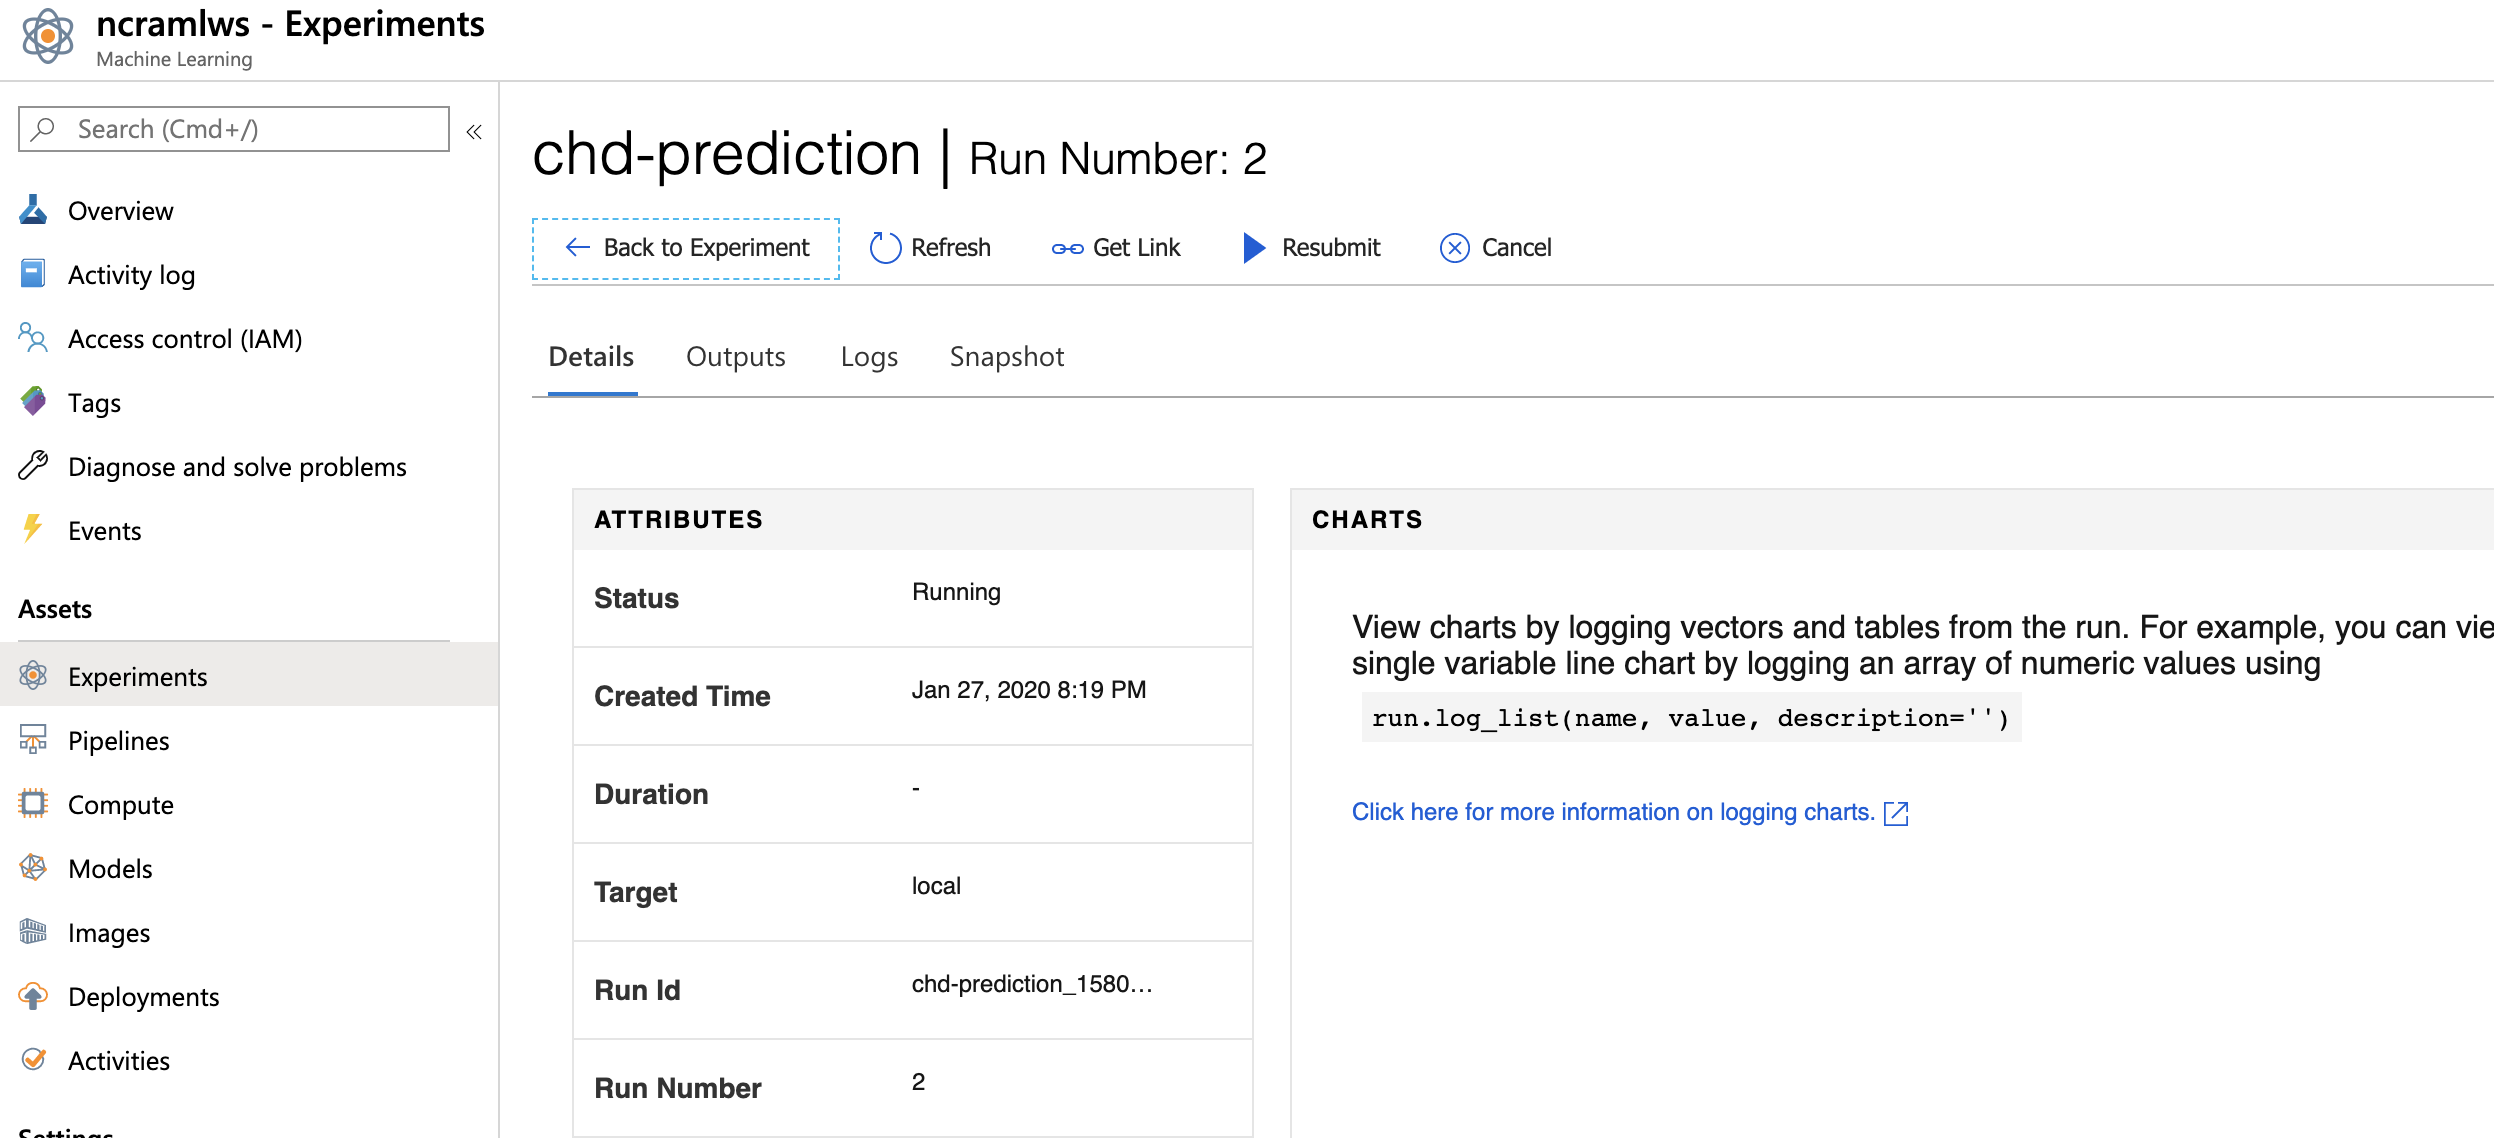 ncramlws - Experiments
Machine Learning
Search (Cmd+/)
«
Overview
Activity log
Access control (IAM)
Tags
Diagnose and solve problems
Events
Assets
Experiments
Pipelines
Compute
Models
Images
Deployments
Activities
Settings
chd-prediction | Run Number: 2
Back to Experiment Refresh Get Link Resubmit Cancel
Details Outputs Logs Snapshot
ATTRIBUTES
Status Running
Created Time Jan 27, 2020 8:19 PM
Duration -
Target local
Run Id chd-prediction_1580...
Run Number 2
CHARTS
View charts by logging vectors and tables from the run. For example, you can vie
single variable line chart by logging an array of numeric values using
run.log_list(name, value, description='')
Click here for more information on logging charts.